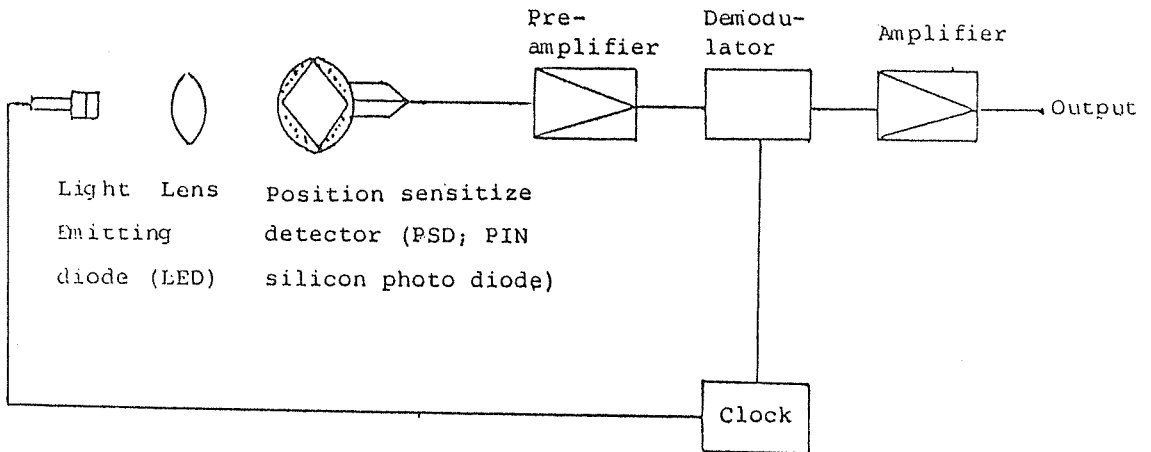 Pre-
amplifier
Demodu-
lator
Amplifier
Output
Light
Emitting
diode (LED)
Lens
Position sensitize
detector (PSD; PIN
silicon photo diode)
Clock